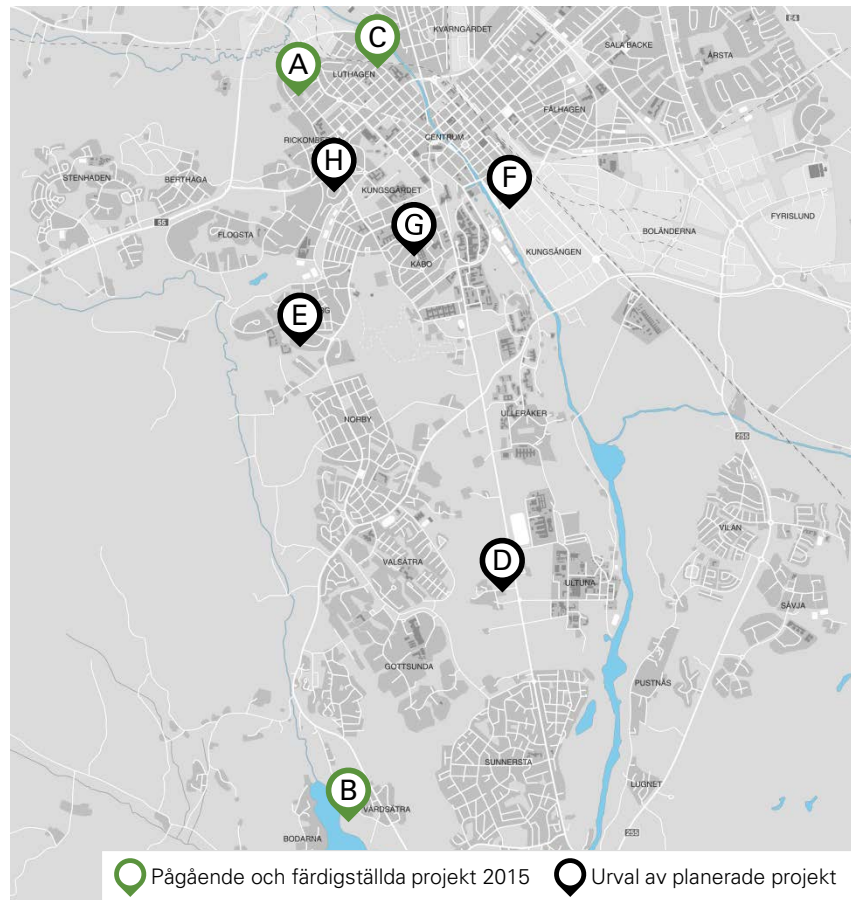 KVARNGÄRDET
E4
C
SALA BACKE
ÅRSTA
A
LUTHAGEN
FÅLHAGEN
CENTRUM
RICKOMBERGA
H
STENHAGEN
BERTHÅGA
KUNGSGÄRDET
F
55
G
FYRISLUND
FLOGSTA
BOLÄNDERNA
KUNGSÄNGEN
KÅBO
E
NORBY
ULLERÅKER
255
VILAN
D
VALSÄTRA
ULTUNA
SÄVJA
GOTTSUNDA
PUSTNÄS
SUNNERSTA
B
LUGNET
VÅRDSÄTRA
BODARNA
255
Pågående och färdigställda projekt 2015
Urval av planerade projekt